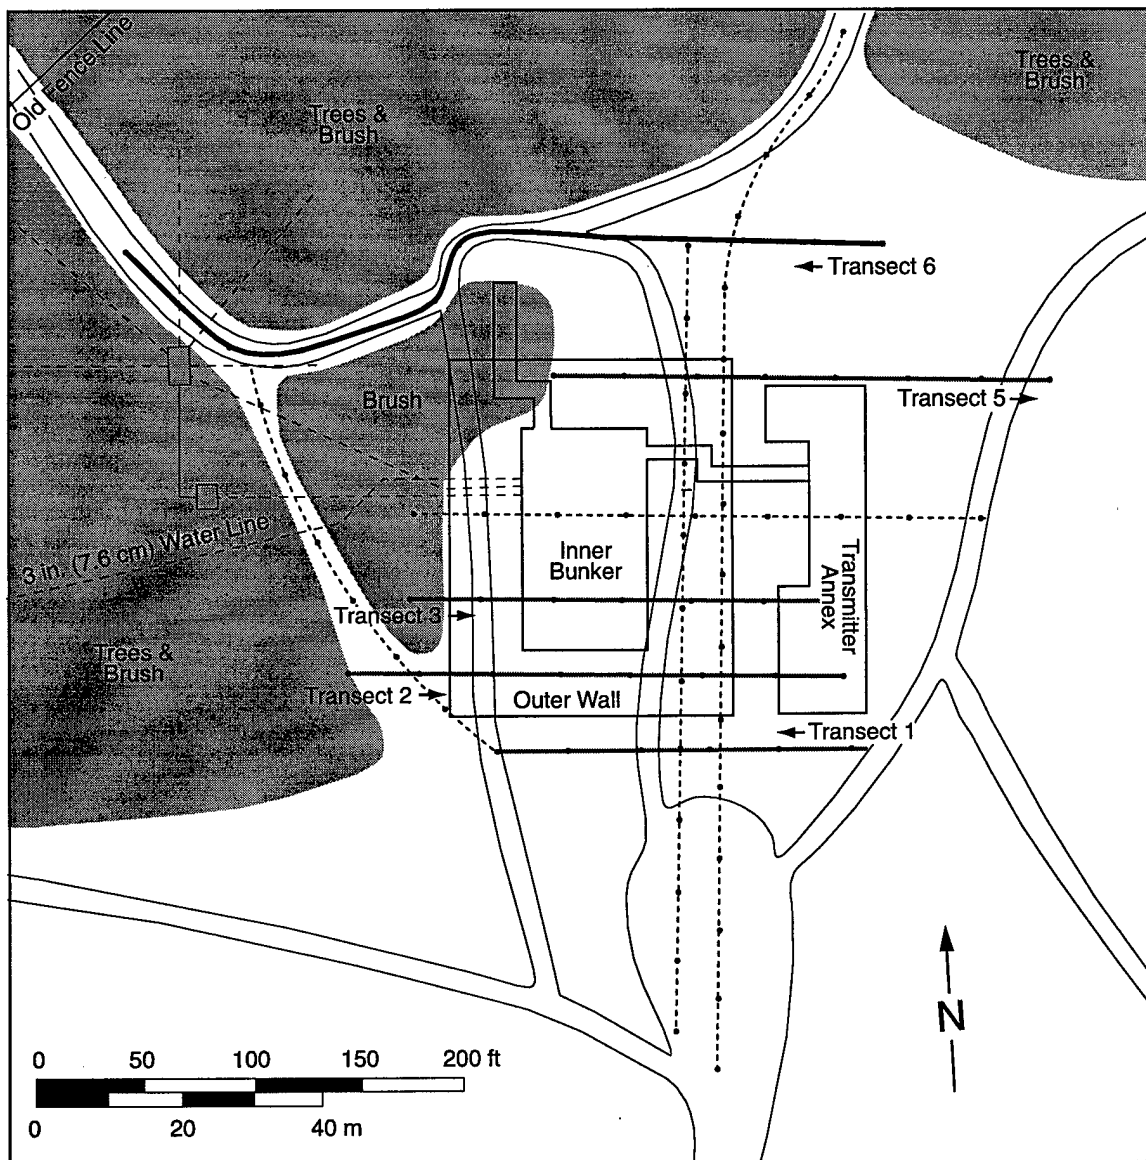 Old Fence Line
Trees &
Brush
Trees &
Brush
Transect 6
Transect 5
Brush
3 in. (7.6 cm) Water Line
Inner
Bunker
Transmitter
Annex
Transect 3
Trees &
Brush
Transect 2
Outer Wall
Transect 1
N
0 50 100 150 200 ft
0 20 40 m